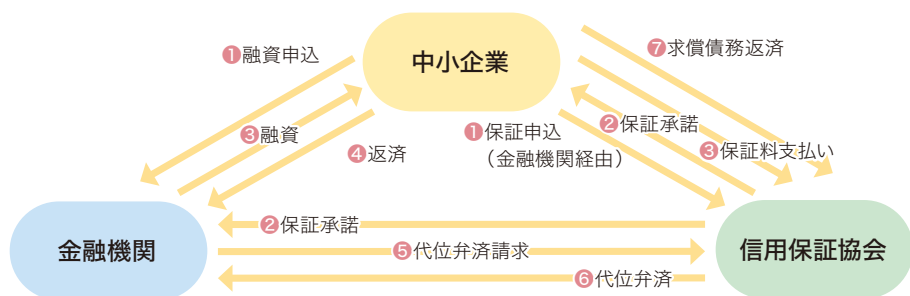 中小企業
❶融資申込
❸融資
❹返済
❶保証申込
（金融機関経由）
❷保証承諾
❸保証料支払い
❼求償債務返済
金融機関
❷保証承諾
❺代位弁済請求
❻代位弁済
信用保証協会